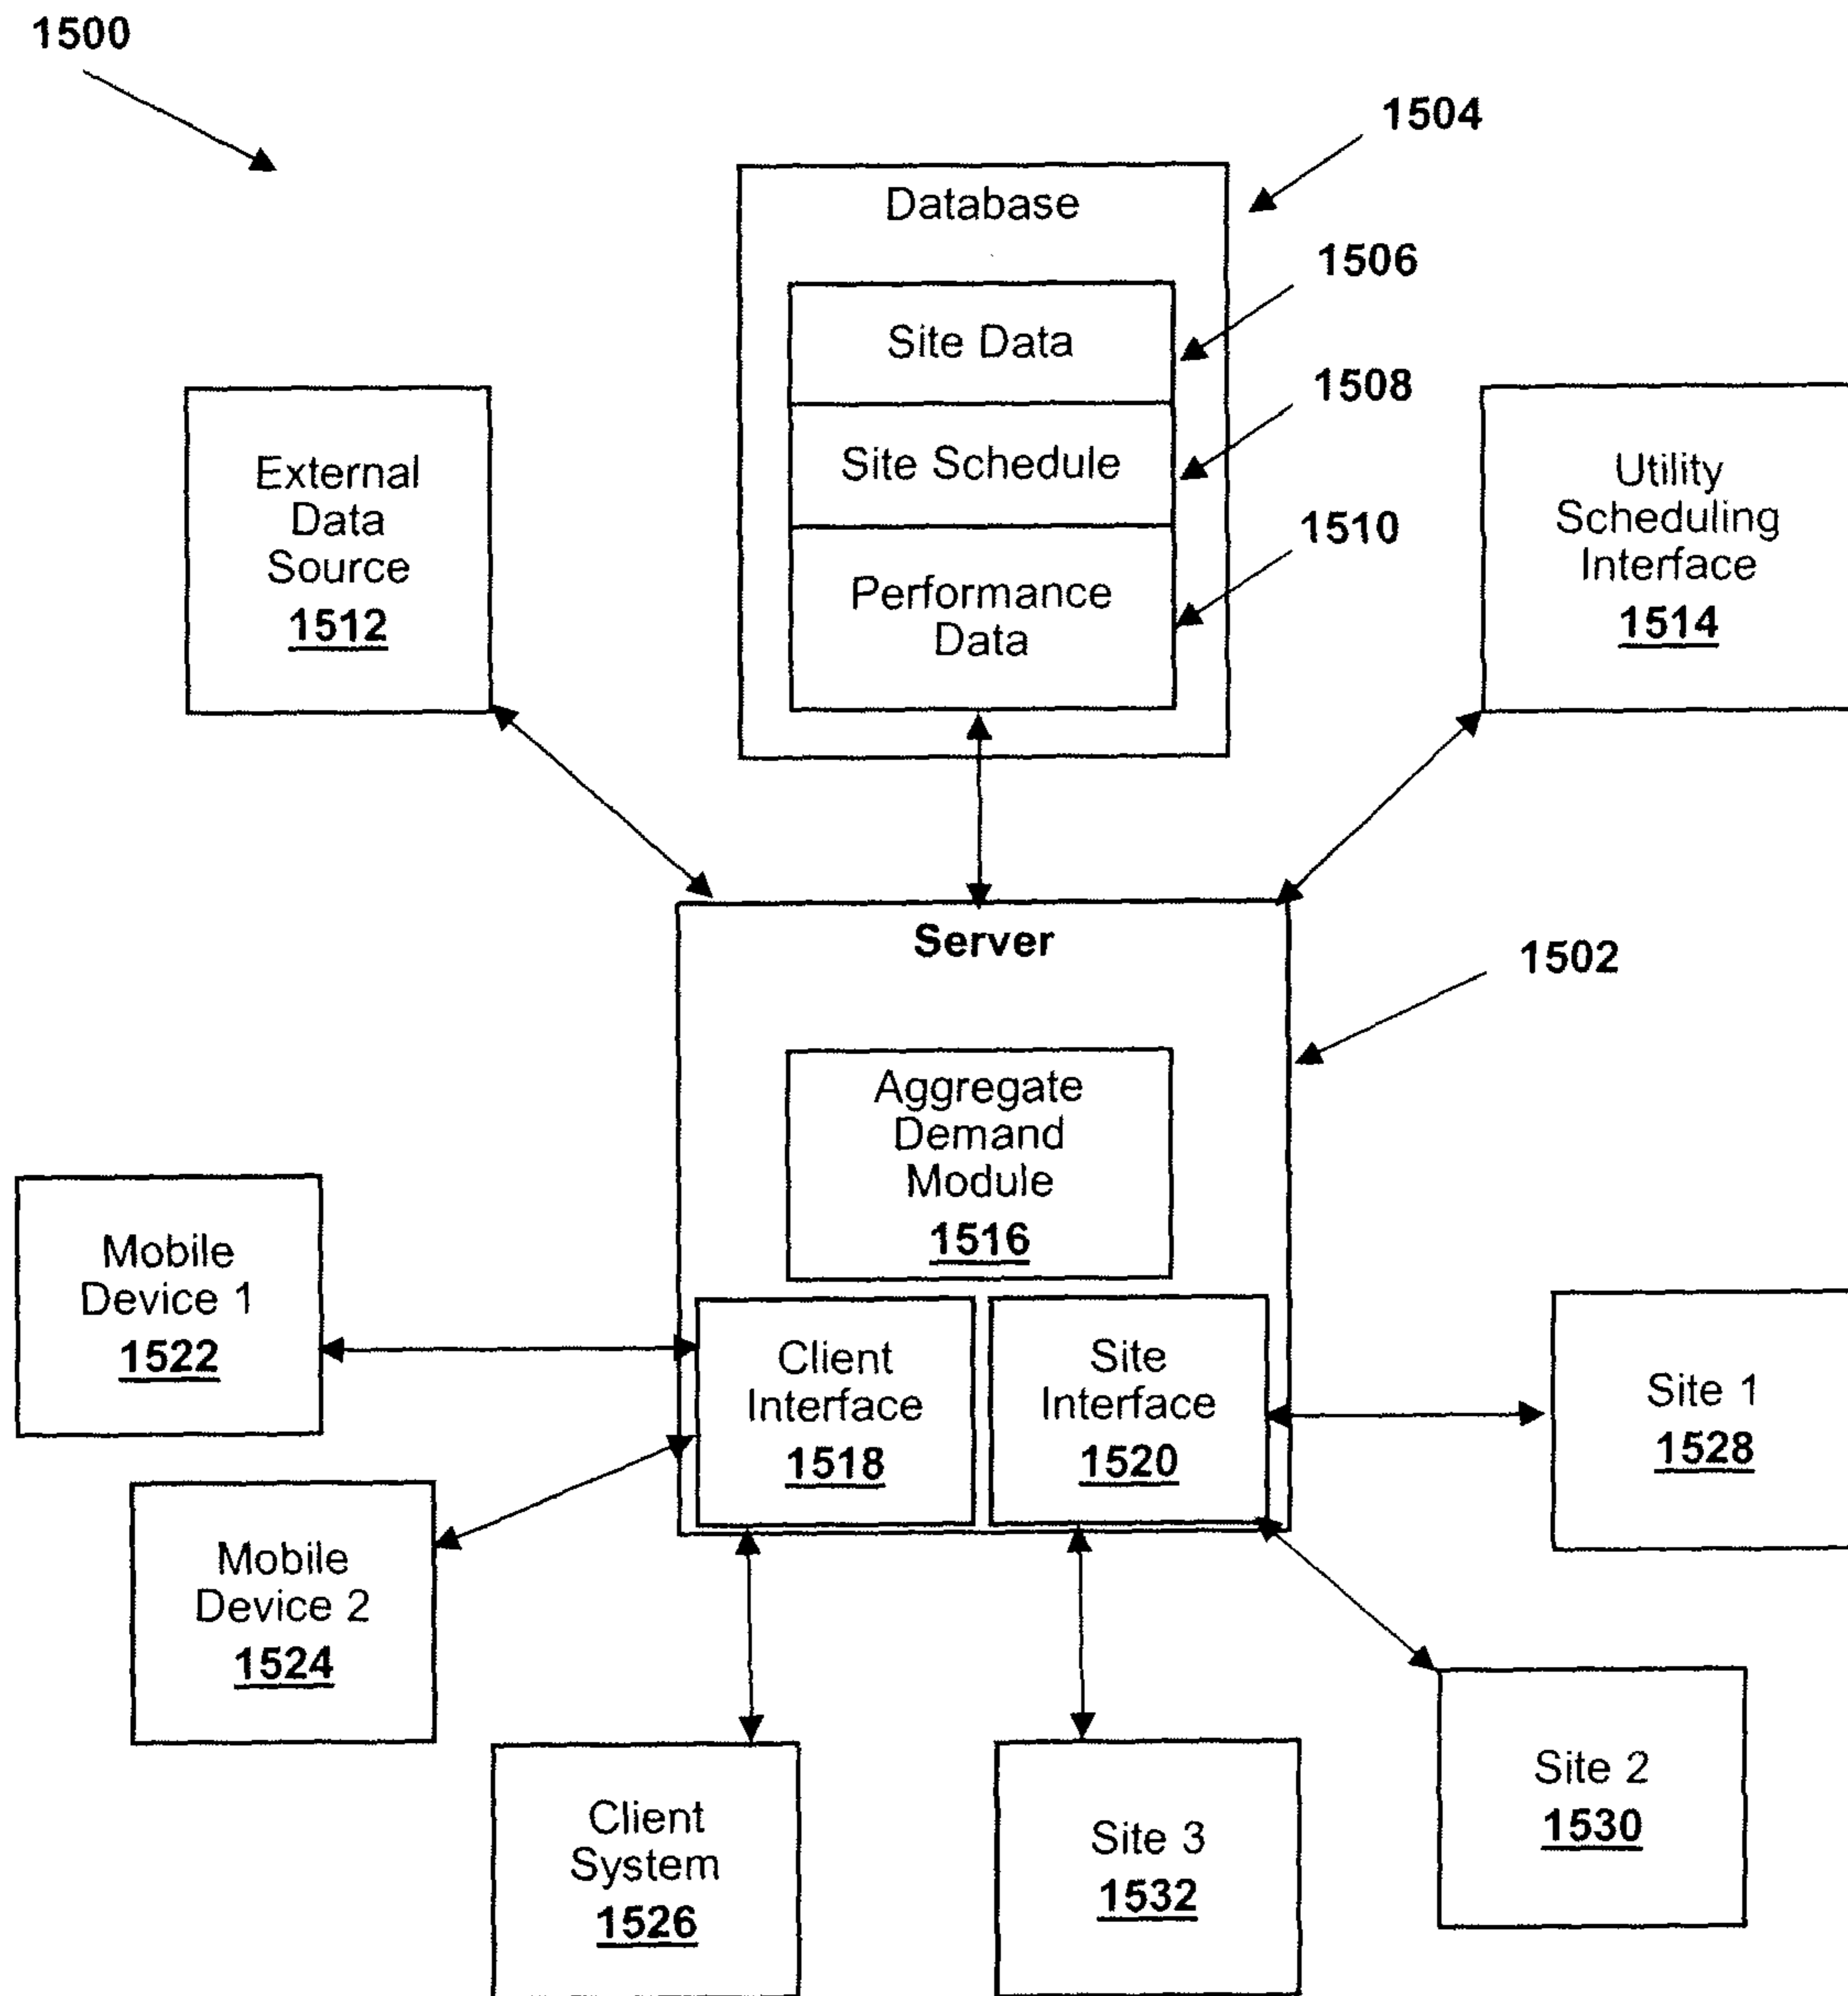 1500
1504
Database
1506
Site Data
1508
Site Schedule
1510
Performance
Data
External
Data
Source
1512
Utility
Scheduling
Interface
1514
Server
1502
Aggregate
Demand
Module
1516
Mobile
Device 1
1522
Client
Interface
1518
Site
Interface
1520
Site 1
1528
Mobile
Device 2
1524
Client
System
1526
Site 3
1532
Site 2
1530